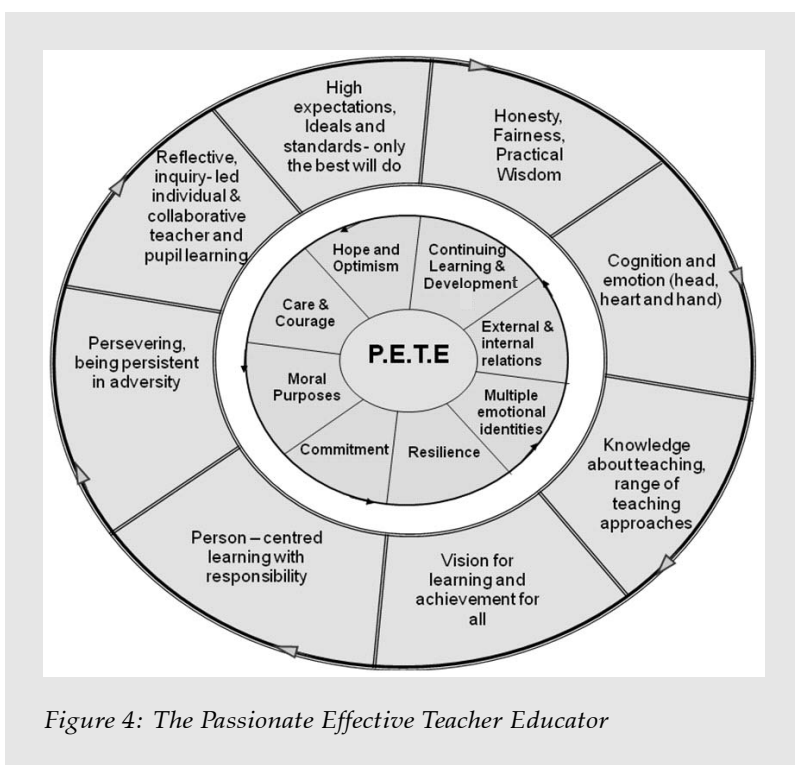 High
expectations,
Ideals and
standards- only
the best will do
Honesty,
Fairness,
Practical
Wisdom
Cognition and
emotion (head,
heart and hand)
Knowledge
about teaching,
range of
teaching
approaches
Vision for
learning and
achievement for
all
Person – centred
learning with
responsibility
Persevering,
being persistent
in adversity
Reflective,
inquiry- led
individual &
collaborative
teacher and
pupil learning
Hope and
Optimism
Continuing
Learning &
Development
External &
internal
relations
Multiple
emotional
identities
Resilience
Commitment
Moral
Purposes
Care &
Courage
P.E.T.E
Figure 4: The Passionate Effective Teacher Educator